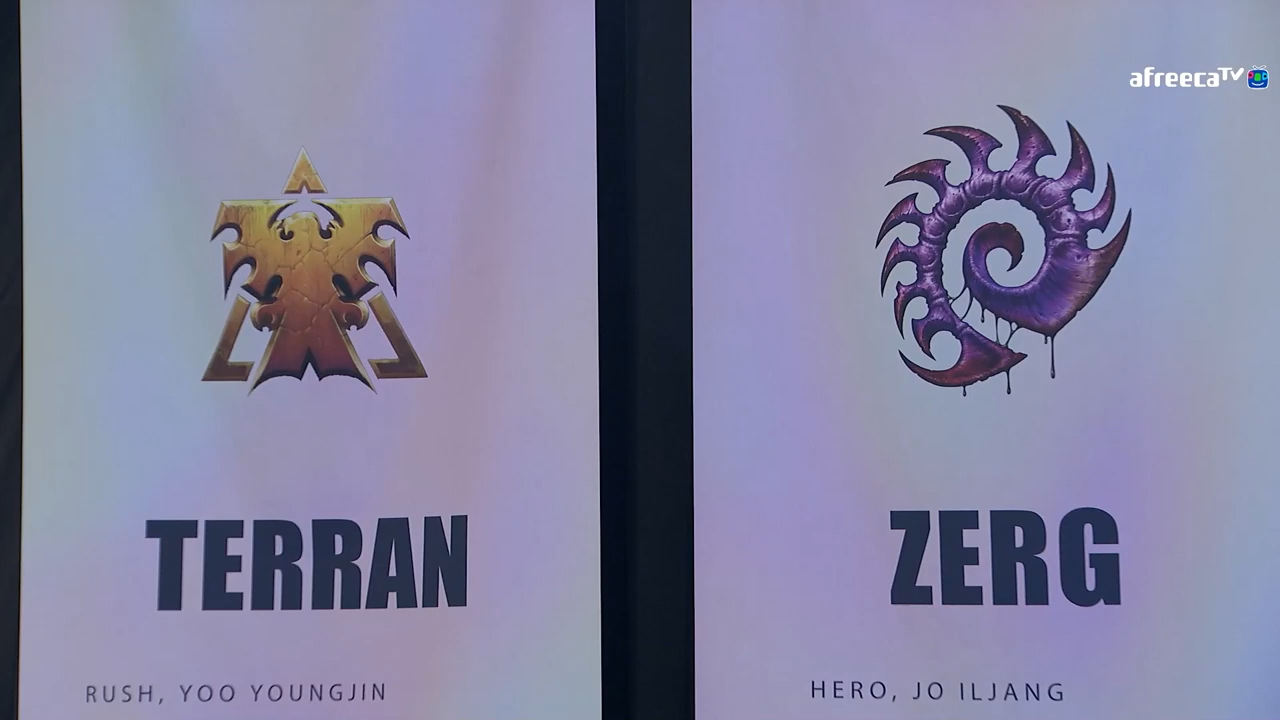 afreecaTV
TERRAN
RUSH, YOO YOUNGJIN
ZERG
HERO, JO ILJANG